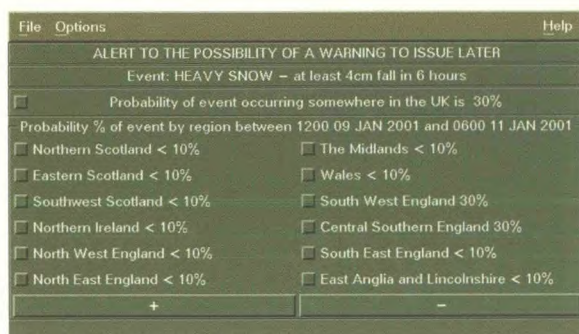 File Options Help
ALERT TO THE POSSIBILITY OF A WARNING TO ISSUE LATER
Event: HEAVY SNOW – at least 4cm fall in 6 hours
Probability of event occurring somewhere in the UK is 30%
Probability % of event by region between 1200 09 JAN 2001 and 0600 11 JAN 2001
Northern Scotland < 10%
Eastern Scotland < 10%
Southwest Scotland < 10%
Northern Ireland < 10%
North West England < 10%
North East England < 10%
The Midlands < 10%
Wales < 10%
South West England 30%
Central Southern England 30%
South East England < 10%
East Anglia and Lincolnshire < 10%
+ –